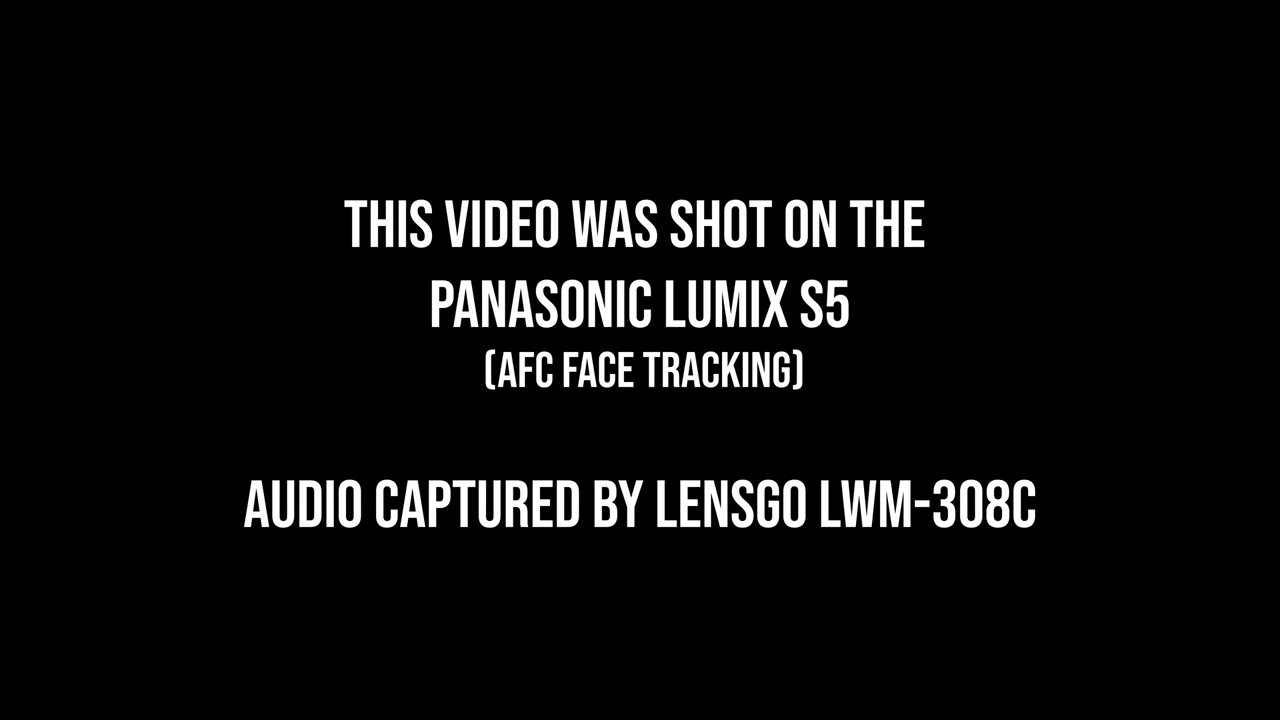 THIS VIDEO WAS SHOT ON THE
PANASONIC LUMIX S5
(AFC FACE TRACKING)
AUDIO CAPTURED BY LENSGO LWM-308C